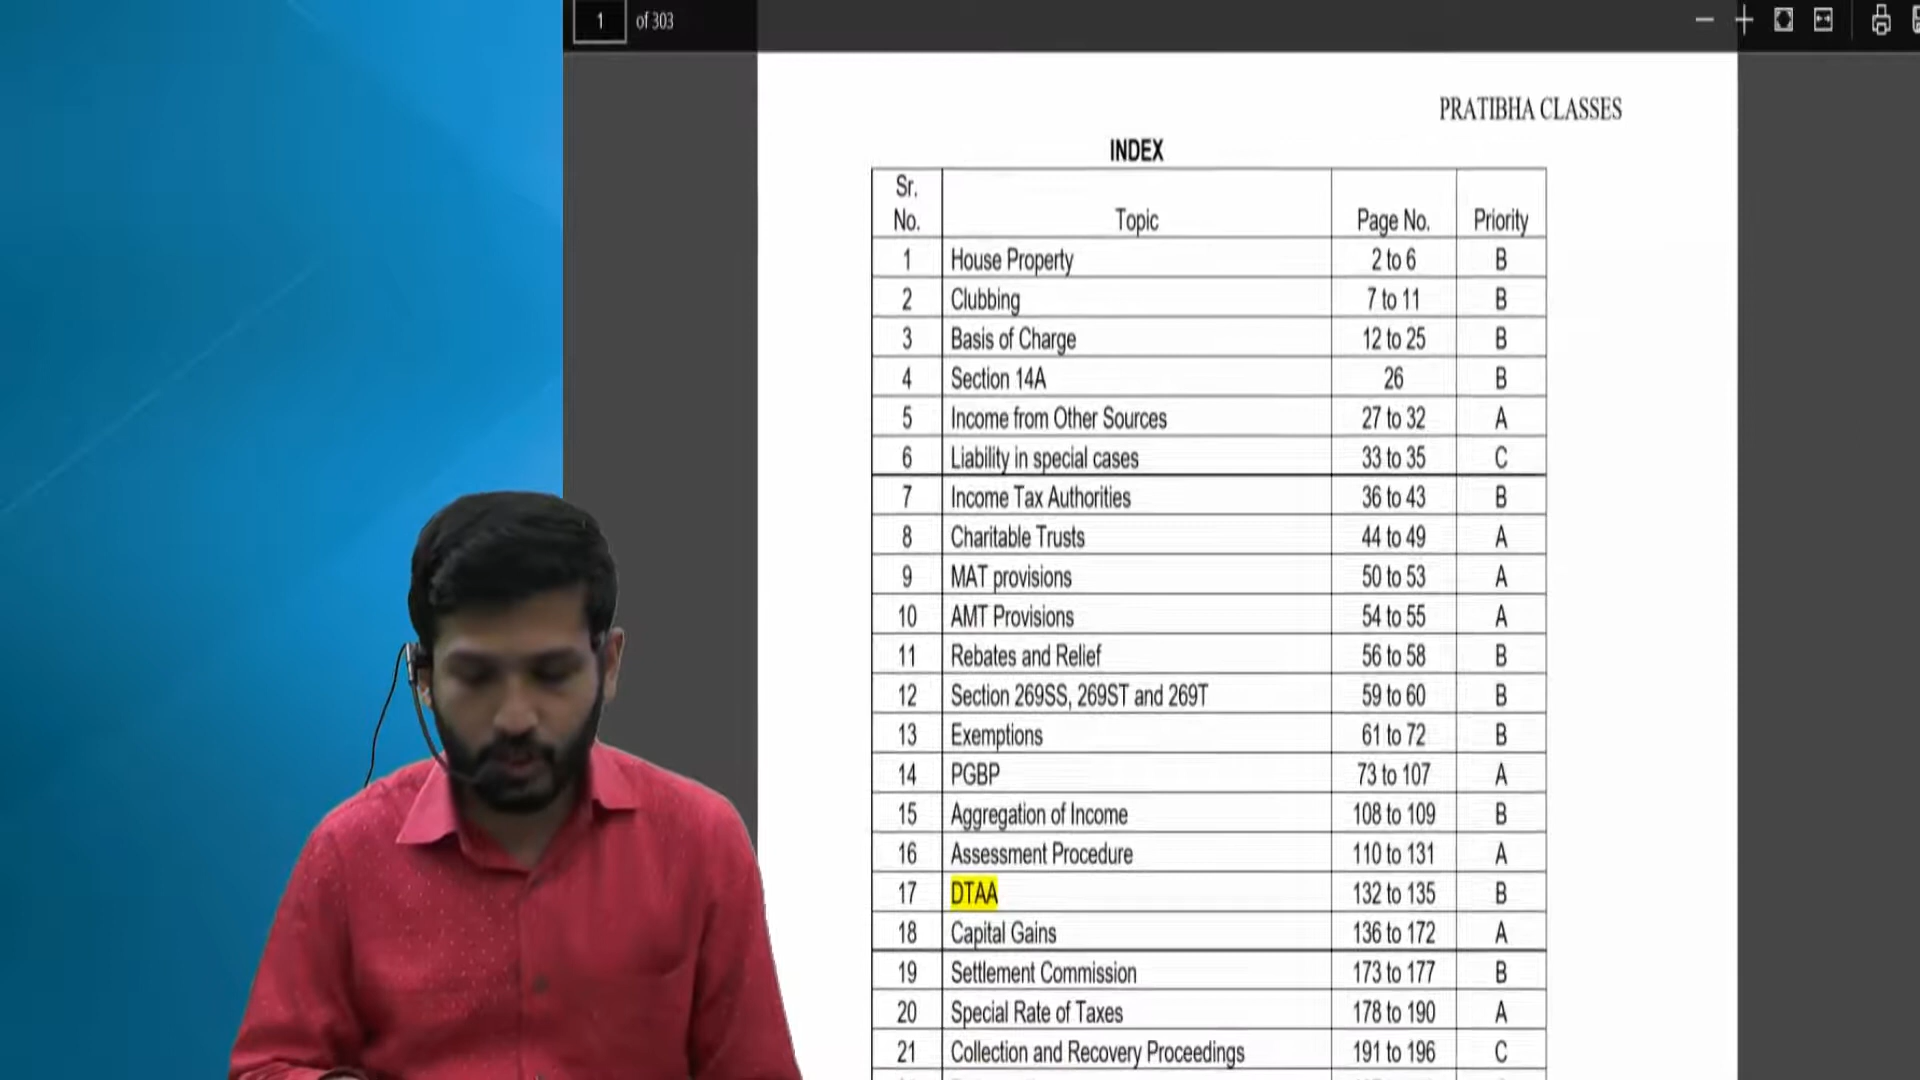 1 of 303
PRATIBHA CLASSES
INDEX
Sr. No. Topic Page No. Priority
1 House Property 2 to 6 B
2 Clubbing 7 to 11 B
3 Basis of Charge 12 to 25 B
4 Section 14A 26 B
5 Income from Other Sources 27 to 32 A
6 Liability in special cases 33 to 35 C
7 Income Tax Authorities 36 to 43 B
8 Charitable Trusts 44 to 49 A
9 MAT provisions 50 to 53 A
10 AMT Provisions 54 to 55 A
11 Rebates and Relief 56 to 58 B
12 Section 269SS, 269ST and 269T 59 to 60 B
13 Exemptions 61 to 72 B
14 PGBP 73 to 107 A
15 Aggregation of Income 108 to 109 B
16 Assessment Procedure 110 to 131 A
17 DTAA 132 to 135 B
18 Capital Gains 136 to 172 A
19 Settlement Commission 173 to 177 B
20 Special Rate of Taxes 178 to 190 A
21 Collection and Recovery Proceedings 191 to 196 C